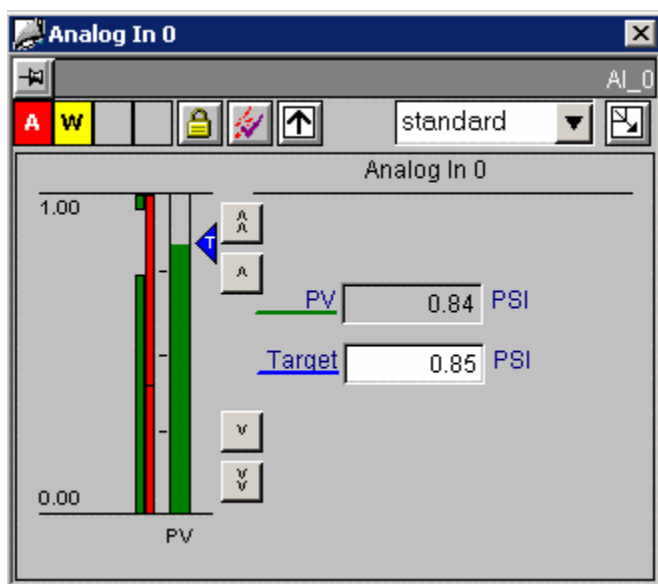 Analog In 0
AI_0
A W standard
Analog In 0
1.00
T
PV 0.84 PSI
Target 0.85 PSI
0.00
PV